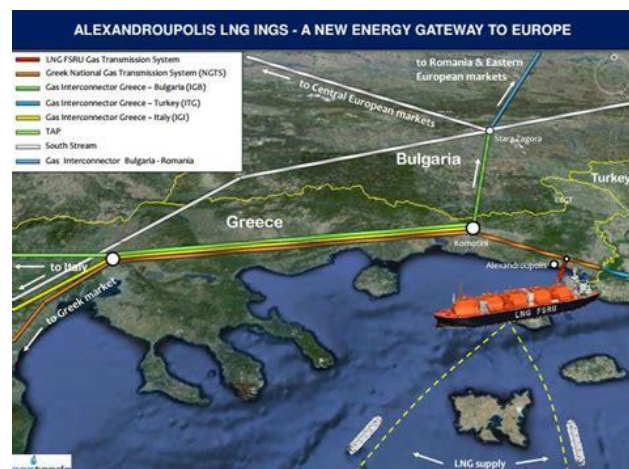 ALEXANDROUPOLIS LNG INGS - A NEW ENERGY GATEWAY TO EUROPE
LNG FSRU Gas Transmission System
Greek National Gas Transmission System (NGTS)
Gas Interconnector Greece – Bulgaria (IGB)
Gas Interconnector Greece – Turkey (ITG)
Gas Interconnector Greece – Italy (IGI)
TAP
South Stream
Gas Interconnector Bulgaria - Romania
to Romania & Eastern
European markets
to Central European markets
Stara Zagora
Bulgaria
Turkey
CCGT
Greece
Komotini
to Italy
Alexandroupolis
to Greek market
LNG FSRU
LNG supply